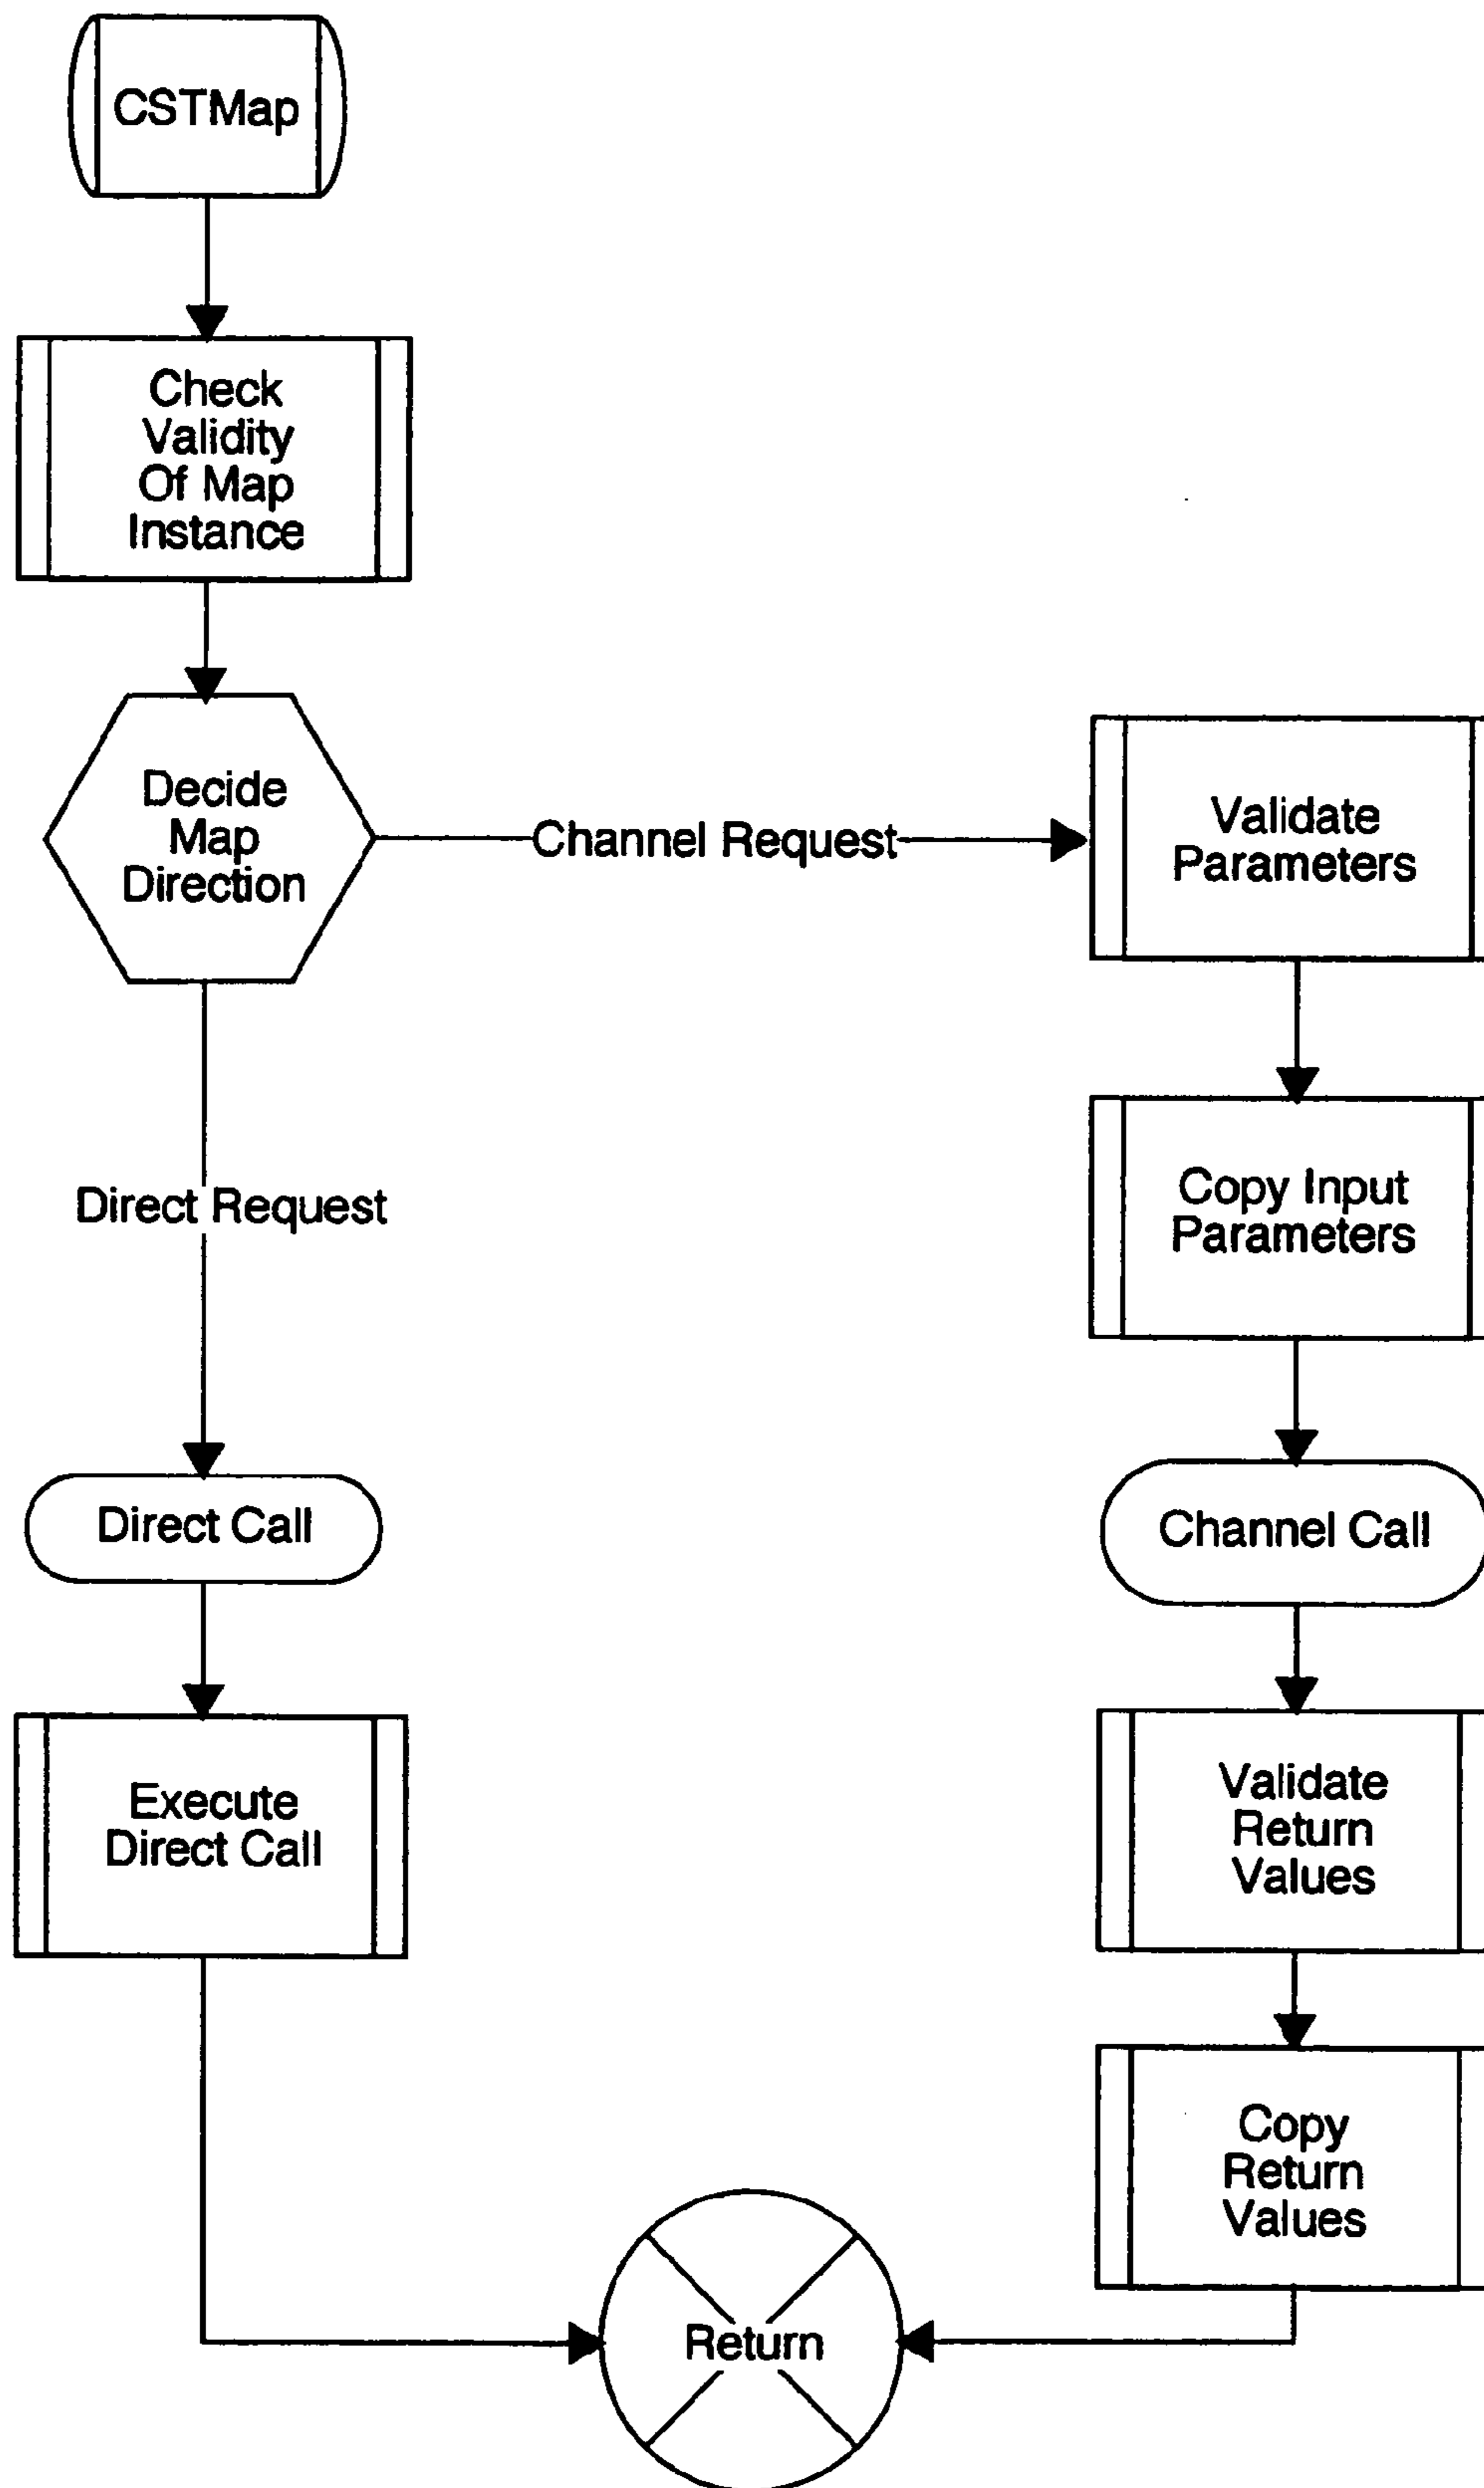 CSTMap
Check
Validity
Of Map
Instance
Decide
Map
Direction
Channel Request
Validate
Parameters
Copy Input
Parameters
Direct Request
Direct Call
Channel Call
Execute
Direct Call
Validate
Return
Values
Copy
Return
Values
Return